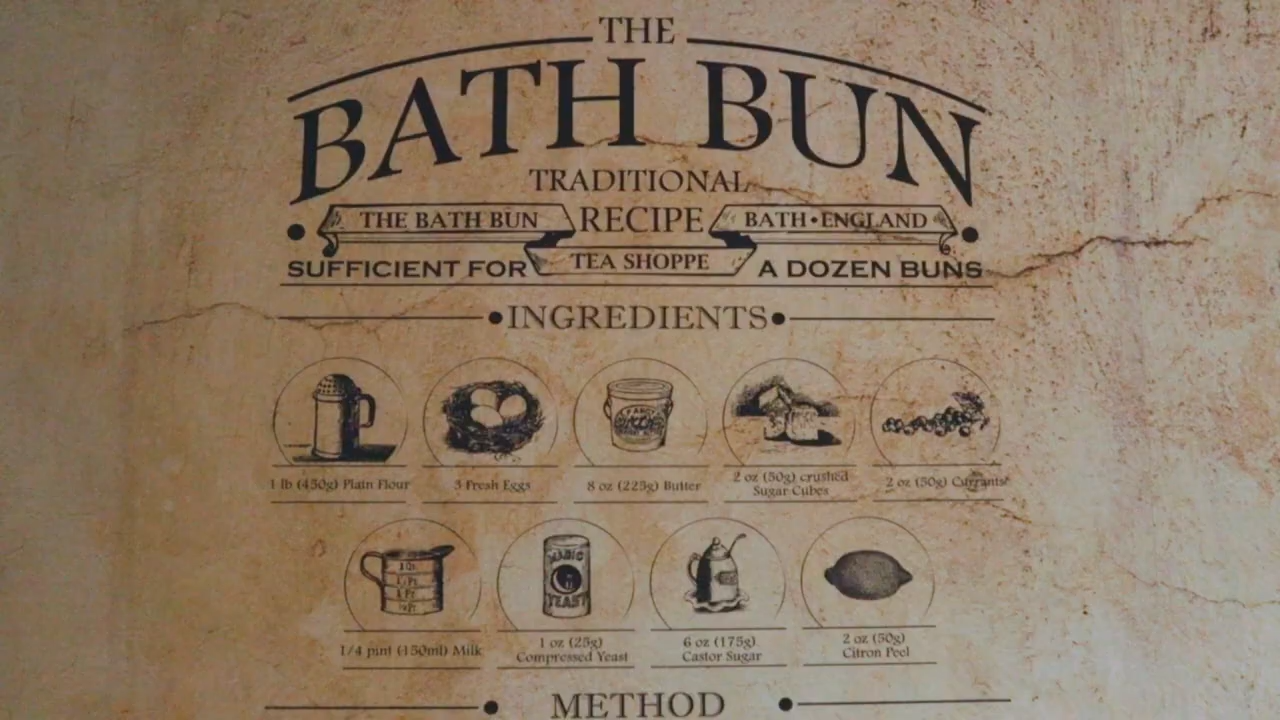 THE
BATH BUN
TRADITIONAL
THE BATH BUN RECIPE BATH•ENGLAND
SUFFICIENT FOR TEA SHOPPE A DOZEN BUNS
INGREDIENTS
1 lb (450g) Plain Flour
3 Fresh Eggs
8 oz (225g) Butter
2 oz (50g) crushed
Sugar Cubes
2 oz (50g) Currants
MAGIC
YEAST
1/4 pint (150ml) Milk
1 oz (25g)
Compressed Yeast
6 oz (175g)
Castor Sugar
2 oz (50g)
Citron Peel
METHOD